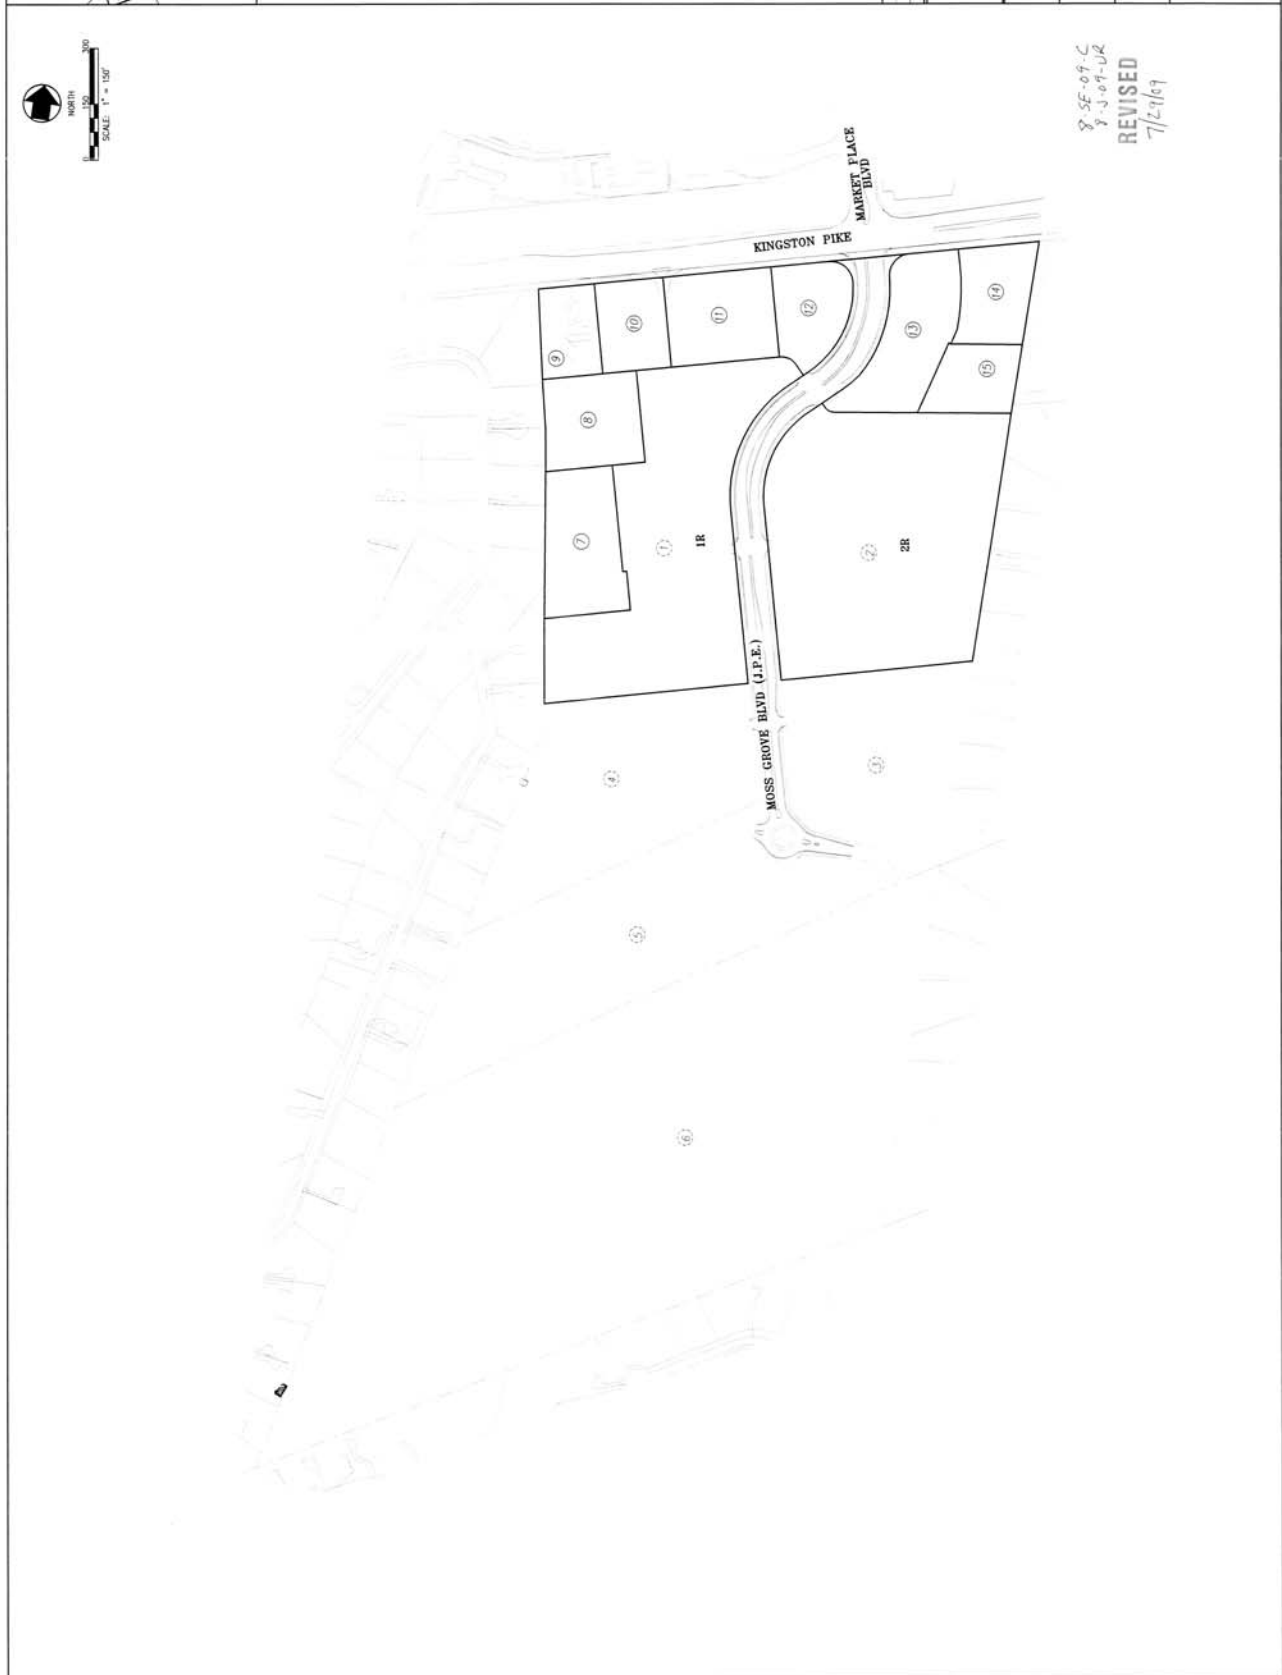 NORTH
0 150 300
SCALE: 1" = 150'
8-SE-09-C
8-J-09-UR
REVISED
7/29/09
MARKET PLACE
BLVD
KINGSTON PIKE
9
10
11
12
13
14
15
8
7
1
1R
2
2R
MOSS GROVE BLVD (J.P.E.)
4
3
5
6